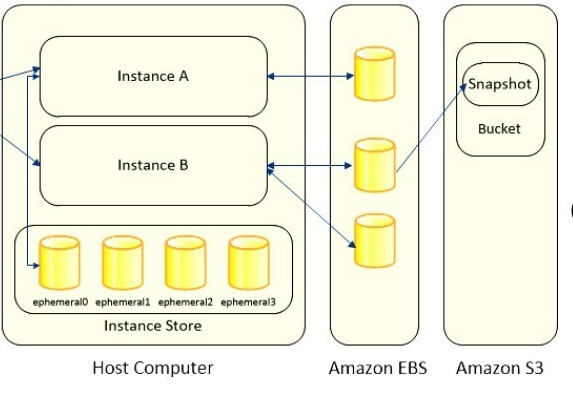 Instance A
Instance B
Snapshot
Bucket
ephemeral0 ephemeral1 ephemeral2 ephemeral3
Instance Store
Host Computer Amazon EBS Amazon S3